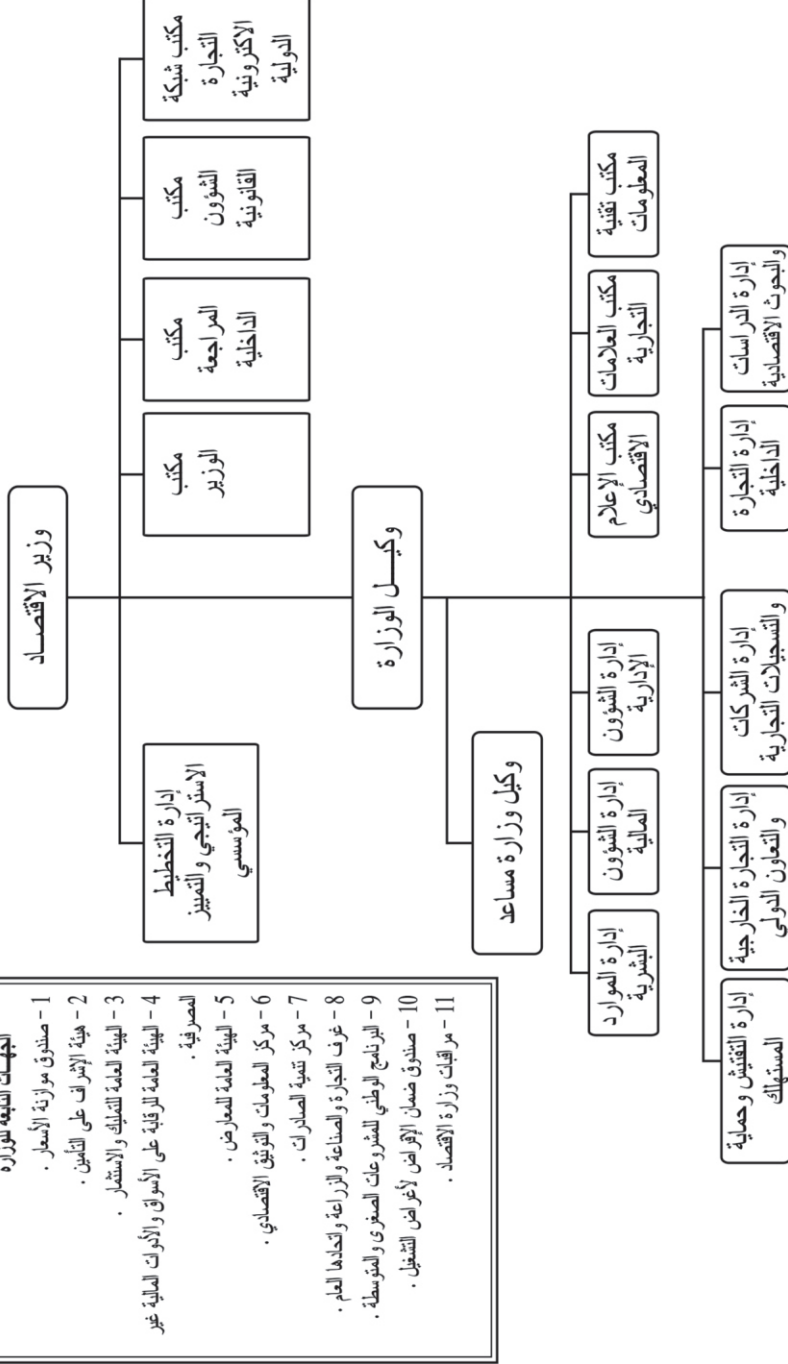 وزير الاقتصاد
مكتب شبكة
التجارة
الاكترونية
الدولية
مكتب
الشؤون
القانونية
مكتب
المراجعة
الداخلية
مكتب
الوزير
إدارة التخطيط
الاستراتيجي والتمييز
المؤسسي
وكيل الوزارة
وكيل وزارة مساعد
مكتب تقنية
المعلومات
مكتب العلامات
التجارية
مكتب الإعلام
الاقتصادي
إدارة الشؤون
الإدارية
إدارة الشؤون
المالية
إدارة الموارد
البشرية
إدارة الدراسات
والبحوث الاقتصادية
إدارة التجارة
الداخلية
إدارة الشركات
والتسجيلات التجارية
إدارة التجارة الخارجية
والتعاون الدولى
إدارة التفتيش وحماية
المستهلك
الجهات التابعة للوزارة
1 - صندوق موازنة الأسعار .
2 - هيئة الإشراف على التأمين .
3 - الهيئة العامة للتمليك والاستثمار .
4 - الهيئة العامة للرقابة على الأسواق والأدوات المالية غير
المصرفية .
5 - الهيئة العامة للمعارض .
6 - مركز المعلومات والتوثيق الاقتصادي .
7 - مركز تنمية الصادرات .
8 - غرف التجارة والصناعة والزراعة واتحادها العام .
9 - البرنامج الوطني للمشروعات الصغرى والمتوسطة .
10 - صندوق ضمان الإقراض لأغراض التشغيل .
11 - مراقبات وزارة الاقتصاد .